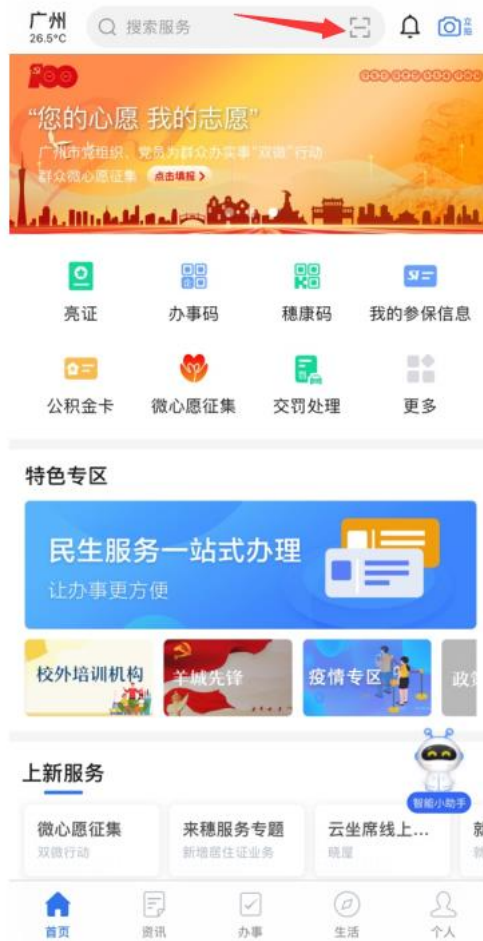 广州
26.5°C
搜索服务
100
“您的心愿 我的志愿”
广州市党组织、党员为群众办实事“双微”行动
群众微心愿征集 点击填报 >
亮证 办事码 穗康码 我的参保信息
公积金卡 微心愿征集 交罚处理 更多
特色专区
民生服务一站式办理
让办事更方便
校外培训机构 羊城先锋 疫情专区
上新服务
智能小助手
微心愿征集 来穗服务专题 云坐席线上...
双微行动 新增居住证业务 晓屋
首页 资讯 办事 生活 个人